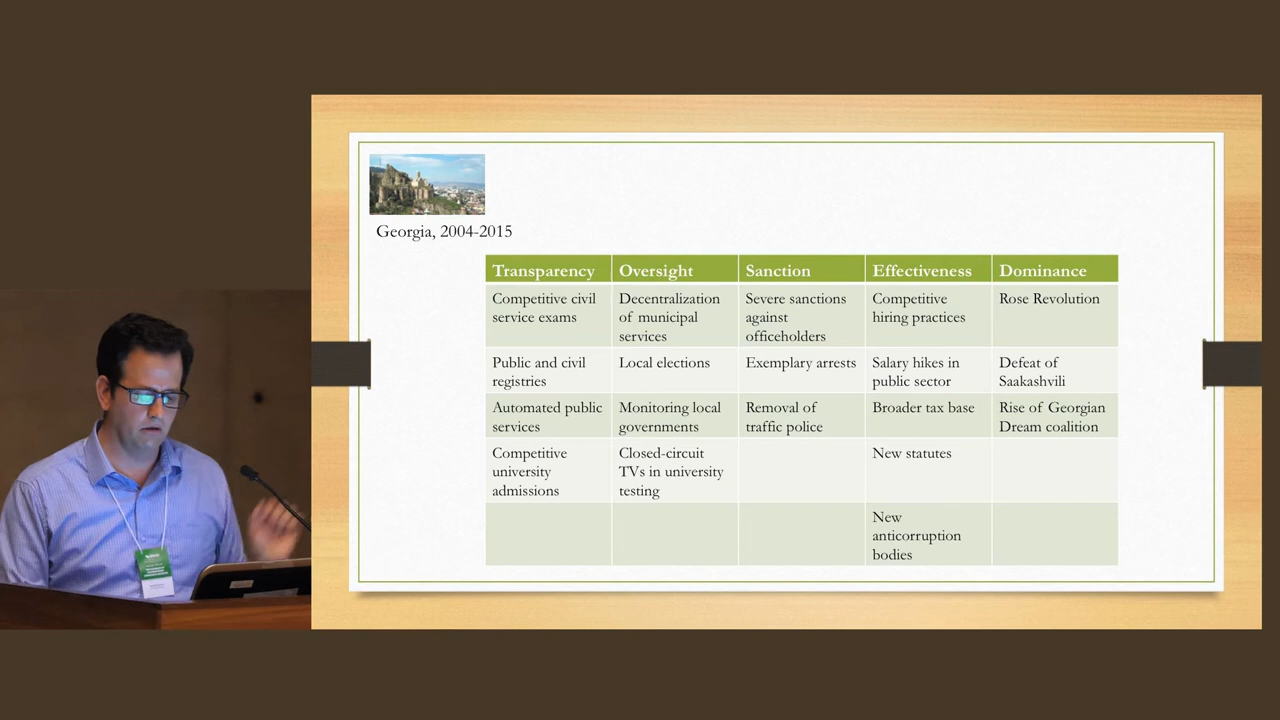 Georgia, 2004-2015
Transparency Oversight Sanction Effectiveness Dominance
Competitive civil
service exams
Decentralization
of municipal
services
Severe sanctions
against
officeholders
Competitive
hiring practices
Rose Revolution
Public and civil
registries
Local elections
Exemplary arrests
Salary hikes in
public sector
Defeat of
Saakashvili
Automated public
services
Monitoring local
governments
Removal of
traffic police
Broader tax base
Rise of Georgian
Dream coalition
Competitive
university
admissions
Closed-circuit
TVs in university
testing
New statutes
New
anticorruption
bodies